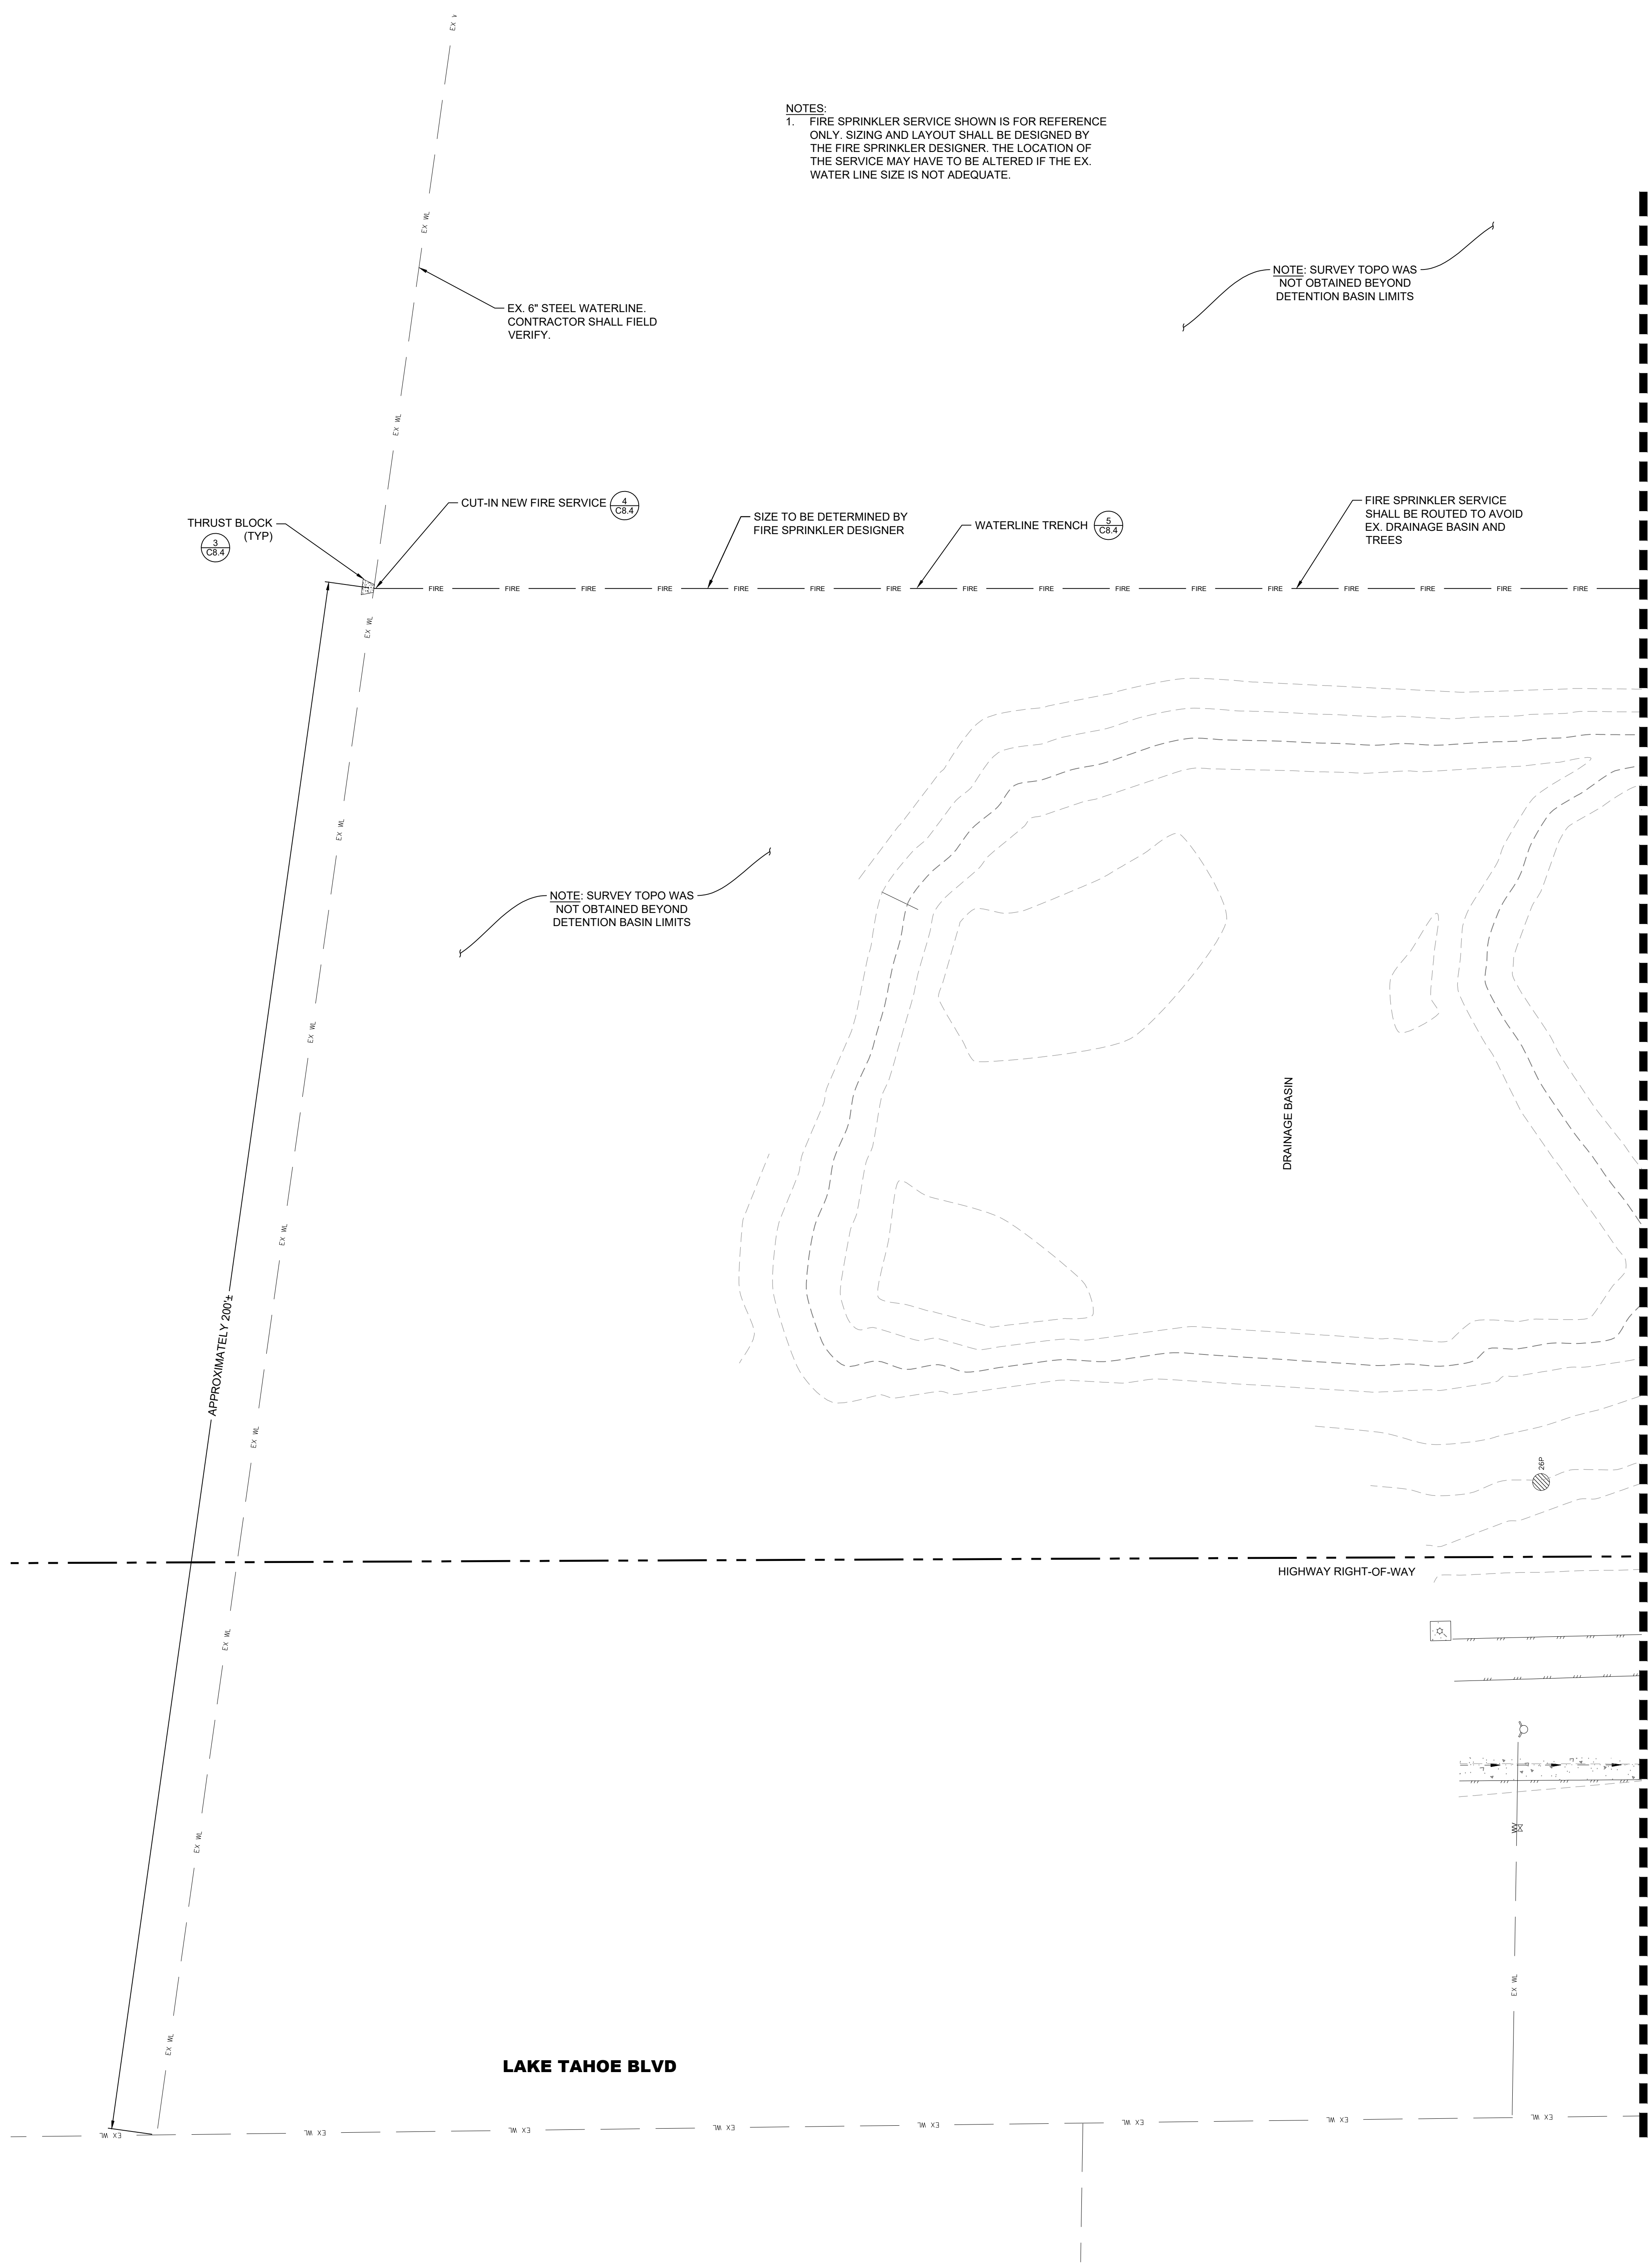 EX
NOTES:
1. FIRE SPRINKLER SERVICE SHOWN IS FOR REFERENCE
ONLY. SIZING AND LAYOUT SHALL BE DESIGNED BY
THE FIRE SPRINKLER DESIGNER. THE LOCATION OF
THE SERVICE MAY HAVE TO BE ALTERED IF THE EX.
WATER LINE SIZE IS NOT ADEQUATE.
EX WL
NOTE: SURVEY TOPO WAS
NOT OBTAINED BEYOND
DETENTION BASIN LIMITS
EX. 6" STEEL WATERLINE.
CONTRACTOR SHALL FIELD
VERIFY.
EX WL
THRUST BLOCK
(TYP)
3
C8.4
CUT-IN NEW FIRE SERVICE
4
C8.4
SIZE TO BE DETERMINED BY
FIRE SPRINKLER DESIGNER
WATERLINE TRENCH
5
C8.4
FIRE SPRINKLER SERVICE
SHALL BE ROUTED TO AVOID
EX. DRAINAGE BASIN AND
TREES
FIRE FIRE FIRE FIRE FIRE FIRE FIRE FIRE FIRE FIRE FIRE FIRE FIRE FIRE FIRE FIRE
EX WL
EX WL
NOTE: SURVEY TOPO WAS
NOT OBTAINED BEYOND
DETENTION BASIN LIMITS
EX WL
DRAINAGE BASIN
EX WL
APPROXIMATELY 200'±
EX WL
26P
HIGHWAY RIGHT-OF-WAY
EX WL
EX WL
WV
EX WL
EX WL
LAKE TAHOE BLVD
EX WL EX WL EX WL EX WL EX WL EX WL EX WL EX WL